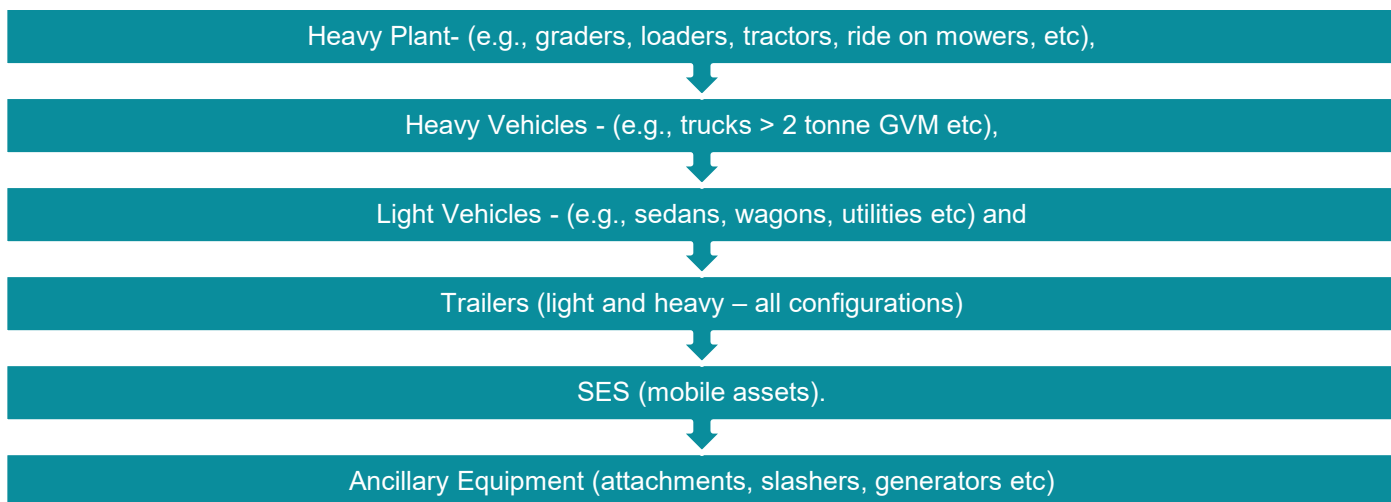 Heavy Plant- (e.g., graders, loaders, tractors, ride on mowers, etc),
Heavy Vehicles - (e.g., trucks > 2 tonne GVM etc),
Light Vehicles - (e.g., sedans, wagons, utilities etc) and
Trailers (light and heavy – all configurations)
SES (mobile assets).
Ancillary Equipment (attachments, slashers, generators etc)